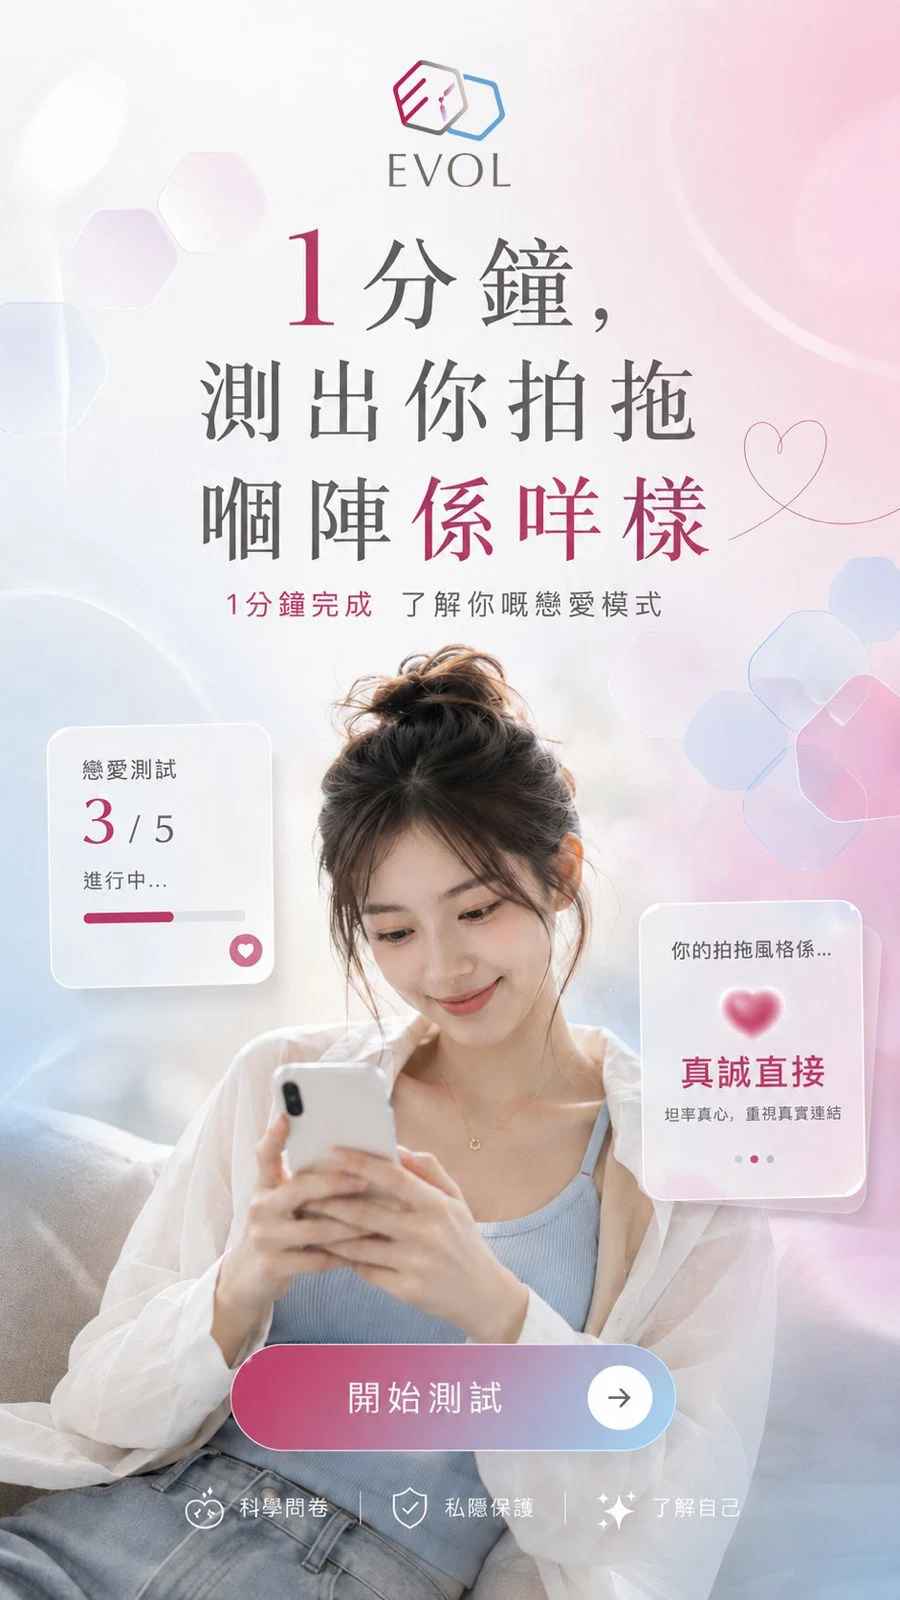 EVOL
1分鐘,
測出你拍拖
嗰陣係咩樣
1分鐘完成 了解你嘅戀愛模式
戀愛測試
3 / 5
進行中...
你的拍拖風格係...
真誠直接
坦率真心，重視真實連結
開始測試
科學問卷
私隱保護
了解自己